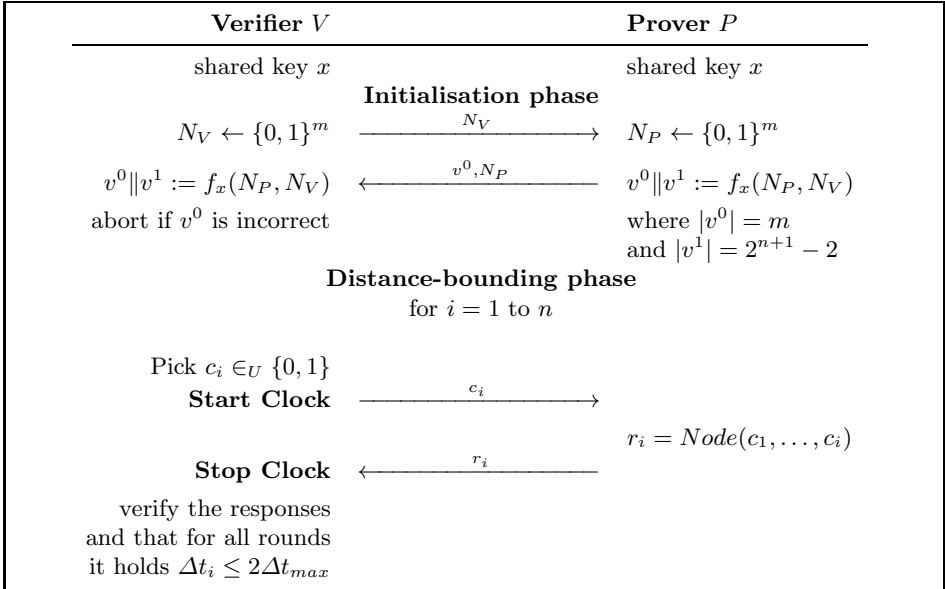 Verifier V Prover P
shared key x shared key x
Initialisation phase
N_V ← {0, 1}^m N_V N_P ← {0, 1}^m
v^0‖v^1 := f_x(N_P, N_V) v^0,N_P v^0‖v^1 := f_x(N_P, N_V)
abort if v^0 is incorrect where |v^0| = m
and |v^1| = 2^{n+1} − 2
Distance-bounding phase
for i = 1 to n
Pick c_i ∈_U {0, 1}
Start Clock c_i
r_i = Node(c_1, . . . , c_i)
Stop Clock r_i
verify the responses
and that for all rounds
it holds Δt_i ≤ 2Δt_{max}